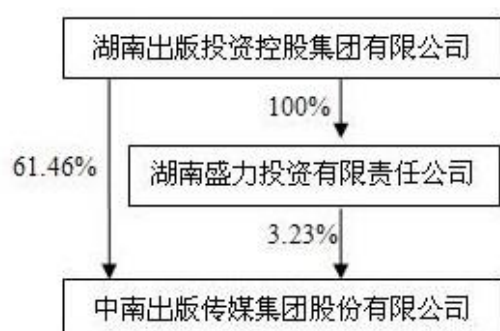 湖南出版投资控股集团有限公司
100%
61.46%
湖南盛力投资有限责任公司
3.23%
中南出版传媒集团股份有限公司